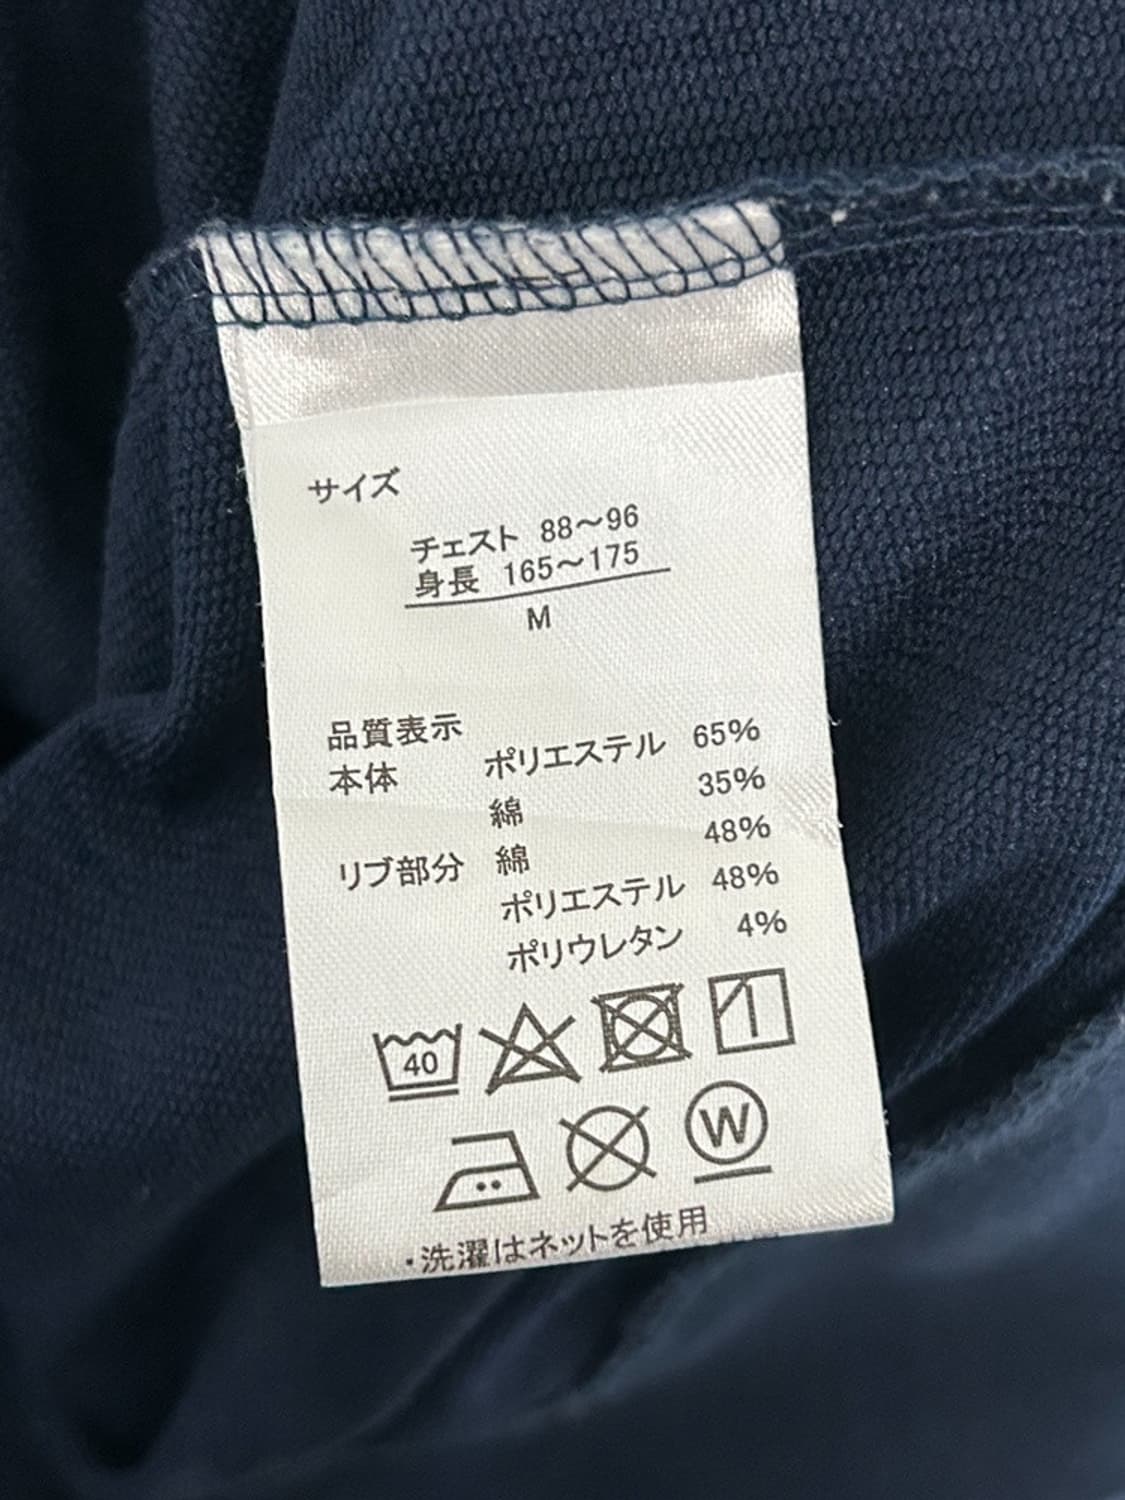 サイズ
チェスト 88～96
身長 165～175
M
品質表示
本体 ポリエステル 65%
綿 35%
リブ部分 綿 48%
ポリエステル 48%
ポリウレタン 4%
40
W
・洗濯はネットを使用